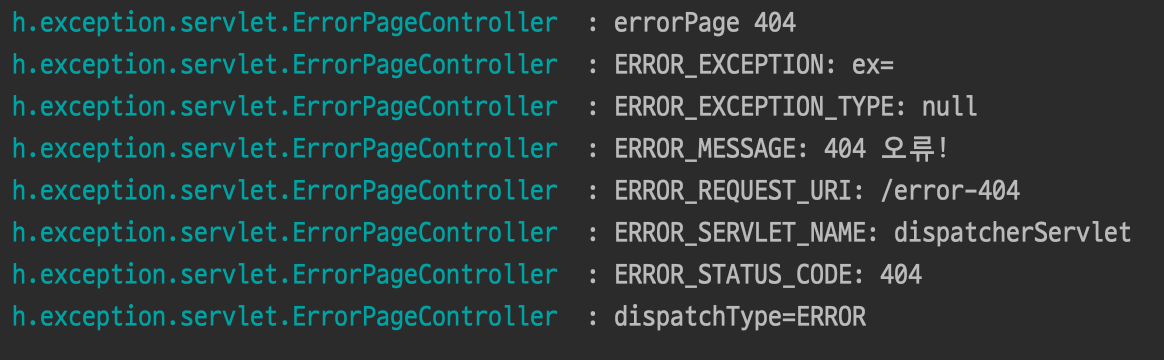 h.exception.servlet.ErrorPageController : errorPage 404
h.exception.servlet.ErrorPageController : ERROR_EXCEPTION: ex=
h.exception.servlet.ErrorPageController : ERROR_EXCEPTION_TYPE: null
h.exception.servlet.ErrorPageController : ERROR_MESSAGE: 404 오류!
h.exception.servlet.ErrorPageController : ERROR_REQUEST_URI: /error-404
h.exception.servlet.ErrorPageController : ERROR_SERVLET_NAME: dispatcherServlet
h.exception.servlet.ErrorPageController : ERROR_STATUS_CODE: 404
h.exception.servlet.ErrorPageController : dispatchType=ERROR